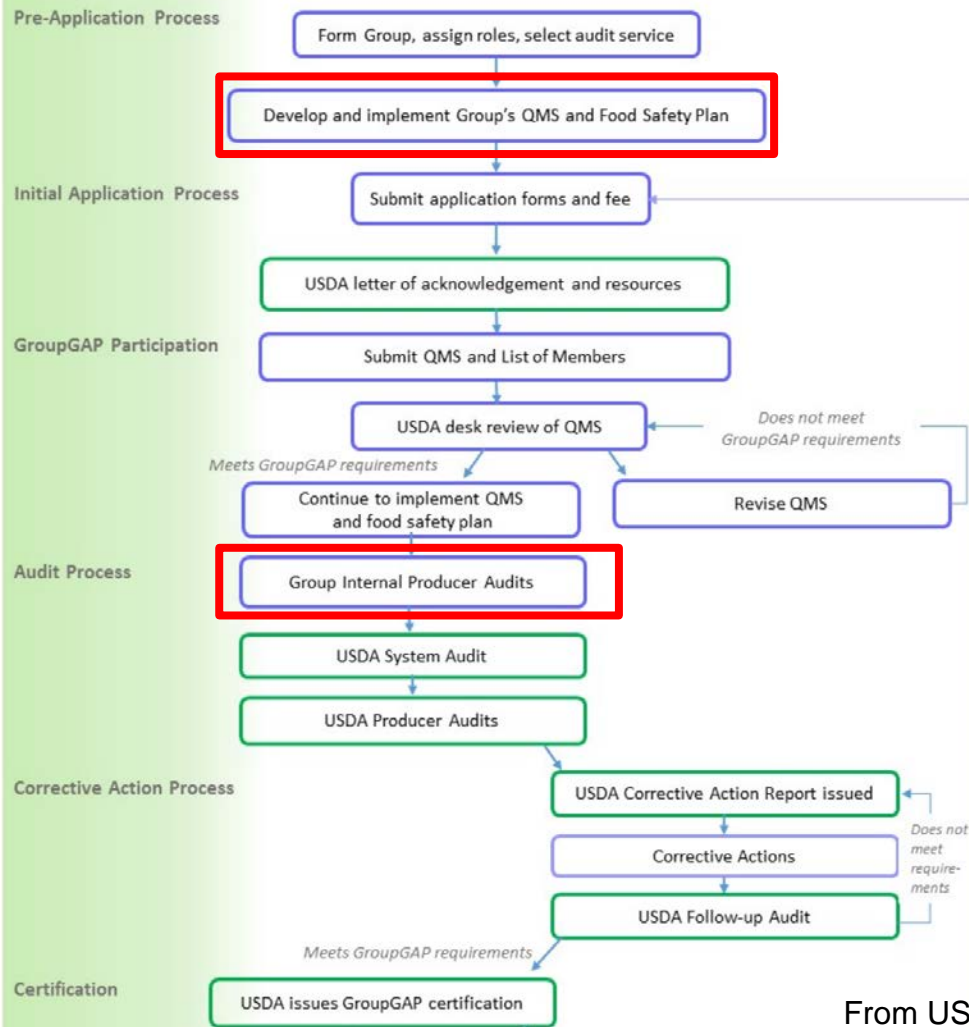 Pre-Application Process
Form Group, assign roles, select audit service
Develop and implement Group's QMS and Food Safety Plan
Initial Application Process
Submit application forms and fee
USDA letter of acknowledgement and resources
GroupGAP Participation
Submit QMS and List of Members
USDA desk review of QMS
Does not meet
GroupGAP requirements
Meets GroupGAP requirements
Continue to implement QMS
and food safety plan
Revise QMS
Audit Process
Group Internal Producer Audits
USDA System Audit
USDA Producer Audits
Corrective Action Process
USDA Corrective Action Report issued
Does not
meet
require-
ments
Corrective Actions
USDA Follow-up Audit
Meets GroupGAP requirements
Certification
USDA issues GroupGAP certification
From US